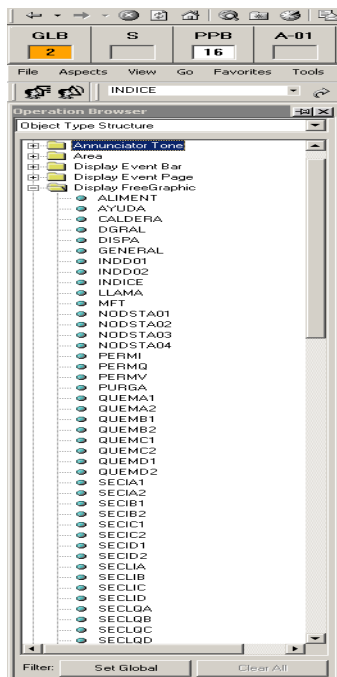 GLB S PPB A-01
2 16
File Aspects View Go Favorites Tools
INDICE
Operation Browser
Object Type Structure
Annunciator Tone
Area
Display Event Bar
Display Event Page
Display FreeGraphic
ALIMENT
AYUDA
CALDERA
DGRAL
DISPA
GENERAL
INDD01
INDD02
INDICE
LLAMA
MFT
NODSTA01
NODSTA02
NODSTA03
NODSTA04
PERMI
PERMQ
PERMV
PURGA
QUEMA1
QUEMA2
QUEMB1
QUEMB2
QUEMC1
QUEMC2
QUEMD1
QUEMD2
SECIA1
SECIA2
SECIB1
SECIB2
SECIC1
SECIC2
SECID1
SECID2
SECLIA
SECLIB
SECLIC
SECLID
SECLQA
SECLQB
SECLQC
SECLQD
Filter: Set Global Clear All